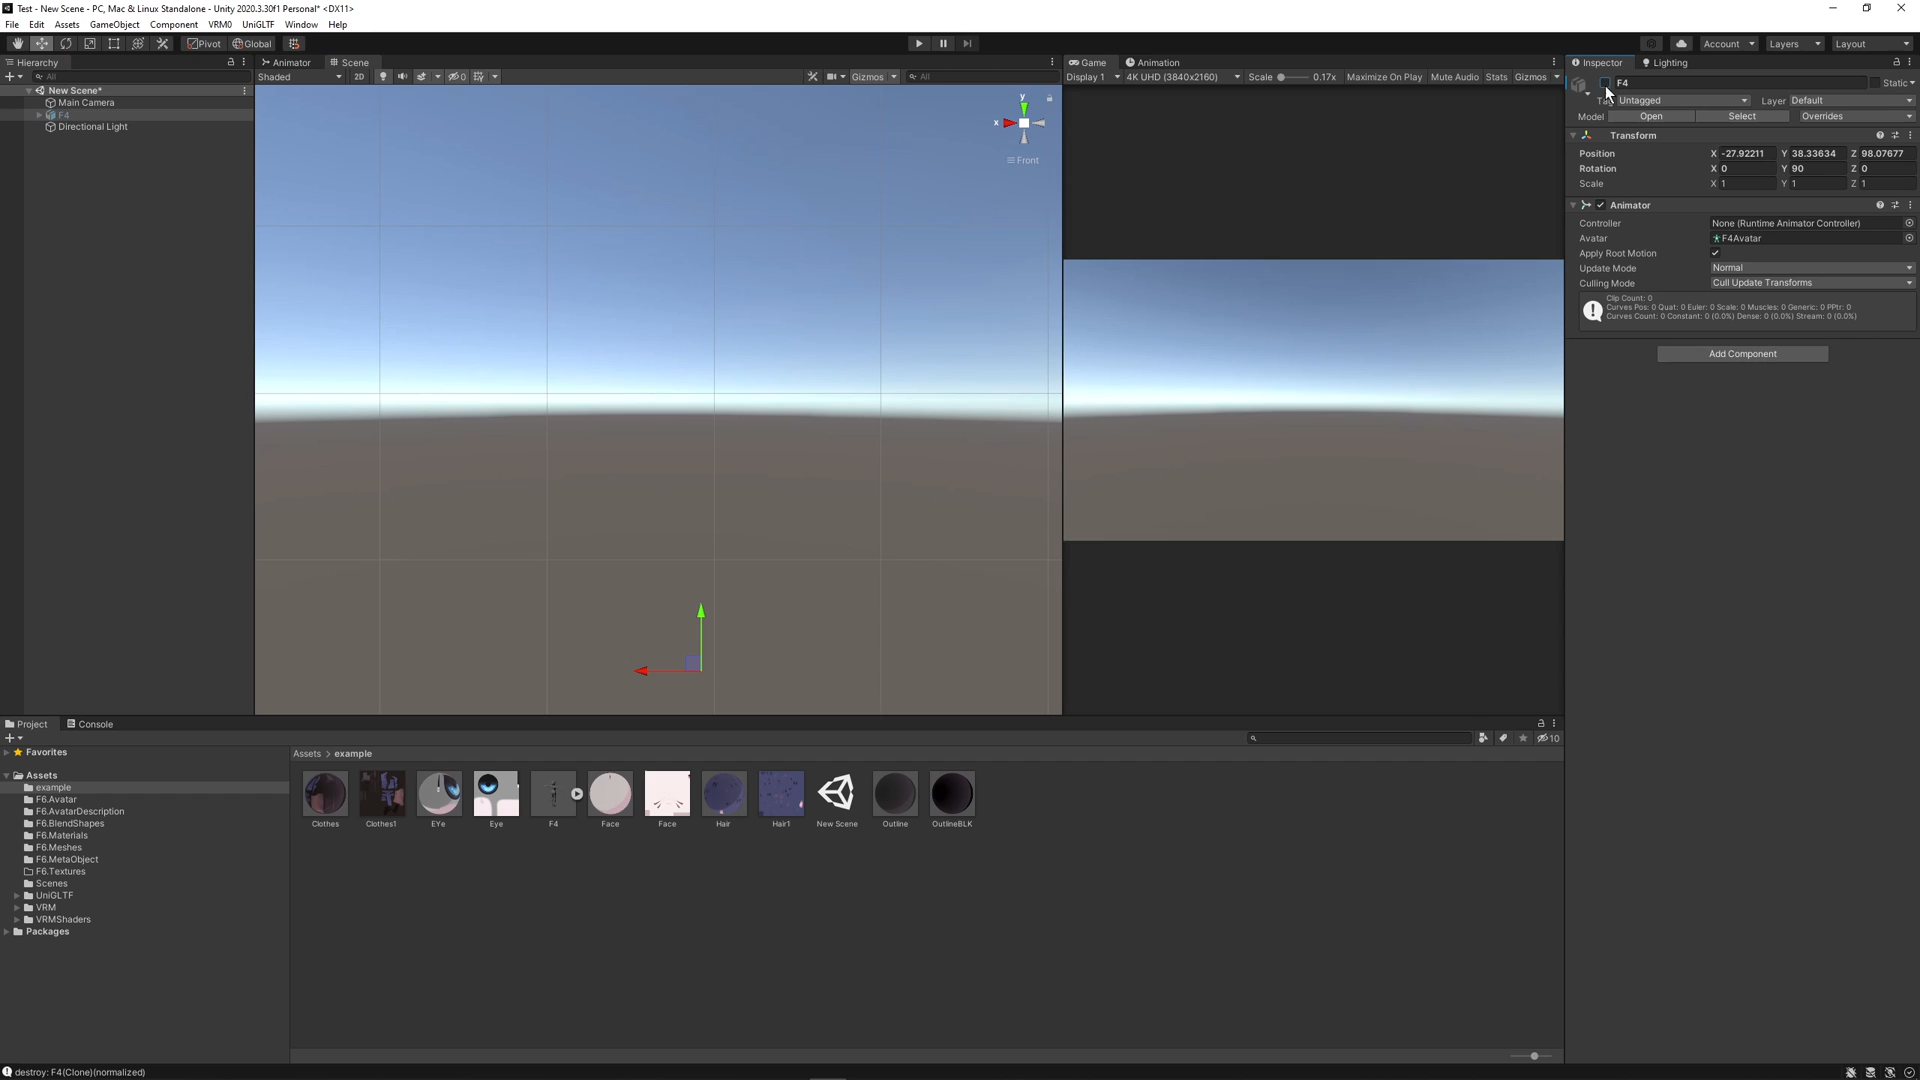 Test - New Scene - PC, Mac & Linux Standalone - Unity 2020.3.30f1 Personal* <DX11>
File Edit Assets GameObject Component VRM0 UniGLTF Window Help
Pivot Global Account Layers Layout
Hierarchy
All
New Scene*
Main Camera
F4
Directional Light
Animator Scene
Shaded 2D 0 Gizmos All
y
x
Front
Game Animation
Display 1 4K UHD (3840x2160) Scale 0.17x Maximize On Play Mute Audio Stats Gizmos
Inspector Lighting
F4 Static
Untagged Layer Default
Model Open Select Overrides
Transform
Position X -27.92211 Y 38.33634 Z 98.07677
Rotation X 0 Y 90 Z 0
Scale X 1 Y 1 Z 1
Animator
Controller None (Runtime Animator Controller)
Avatar F4Avatar
Apply Root Motion
Update Mode Normal
Culling Mode Cull Update Transforms
Clip Count: 0
Curves Pos: 0 Quat: 0 Euler: 0 Scale: 0 Muscles: 0 Generic: 0 PPtr: 0
Curves Count: 0 Constant: 0 (0.0%) Dense: 0 (0.0%) Stream: 0 (0.0%)
Add Component
Project Console
10
Favorites
Assets
example
F6.Avatar
F6.AvatarDescription
F6.BlendShapes
F6.Materials
F6.Meshes
F6.MetaObject
F6.Textures
Scenes
UniGLTF
VRM
VRMShaders
Packages
Assets > example
Clothes Clothes1 EYe Eye F4 Face Face Hair Hair1 New Scene Outline OutlineBLK
destroy: F4(Clone)(normalized)